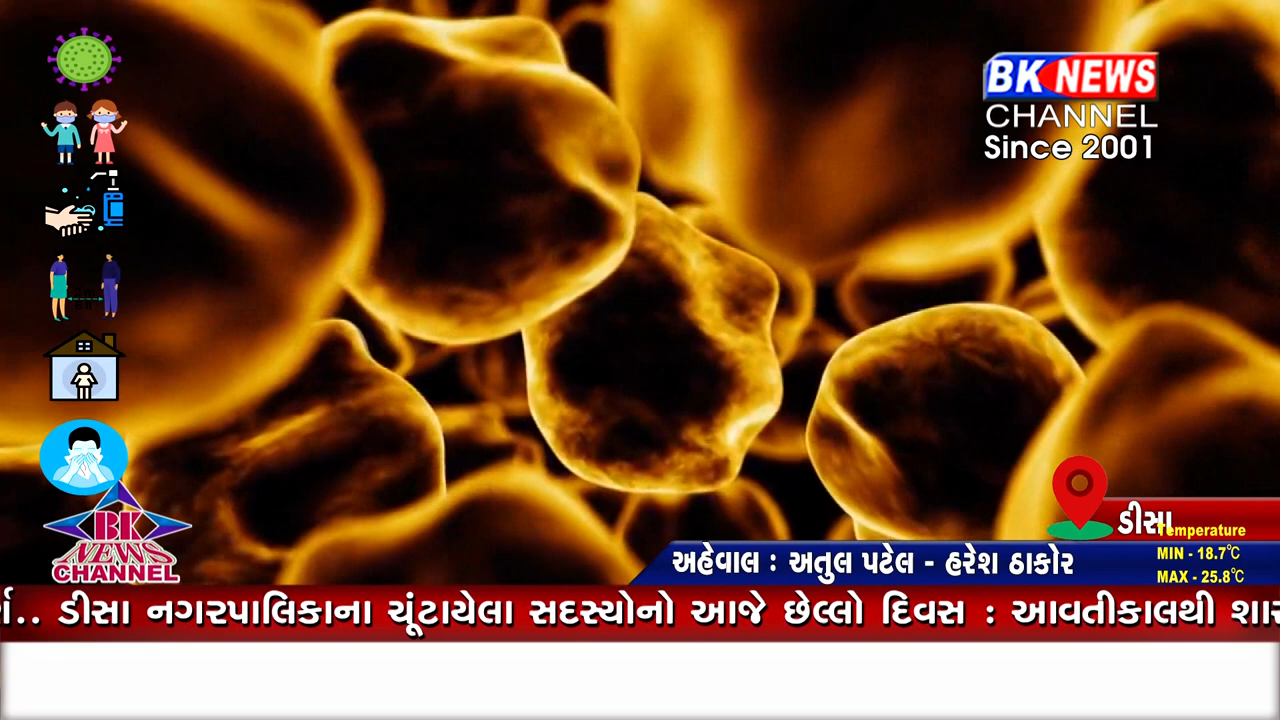 BK NEWS
CHANNEL
Since 2001
ડીસા
Temperature
MIN - 18.7℃
MAX - 25.8℃
અહેવાલ : અતુલ પટેલ - હરેશ ઠાકોર
BK
NEWS
CHANNEL
ડીસા નગરપાલિકાના ચૂંટાયેલા સદસ્યોનો આજે છેલ્લો દિવસ : આવતીકાલથી